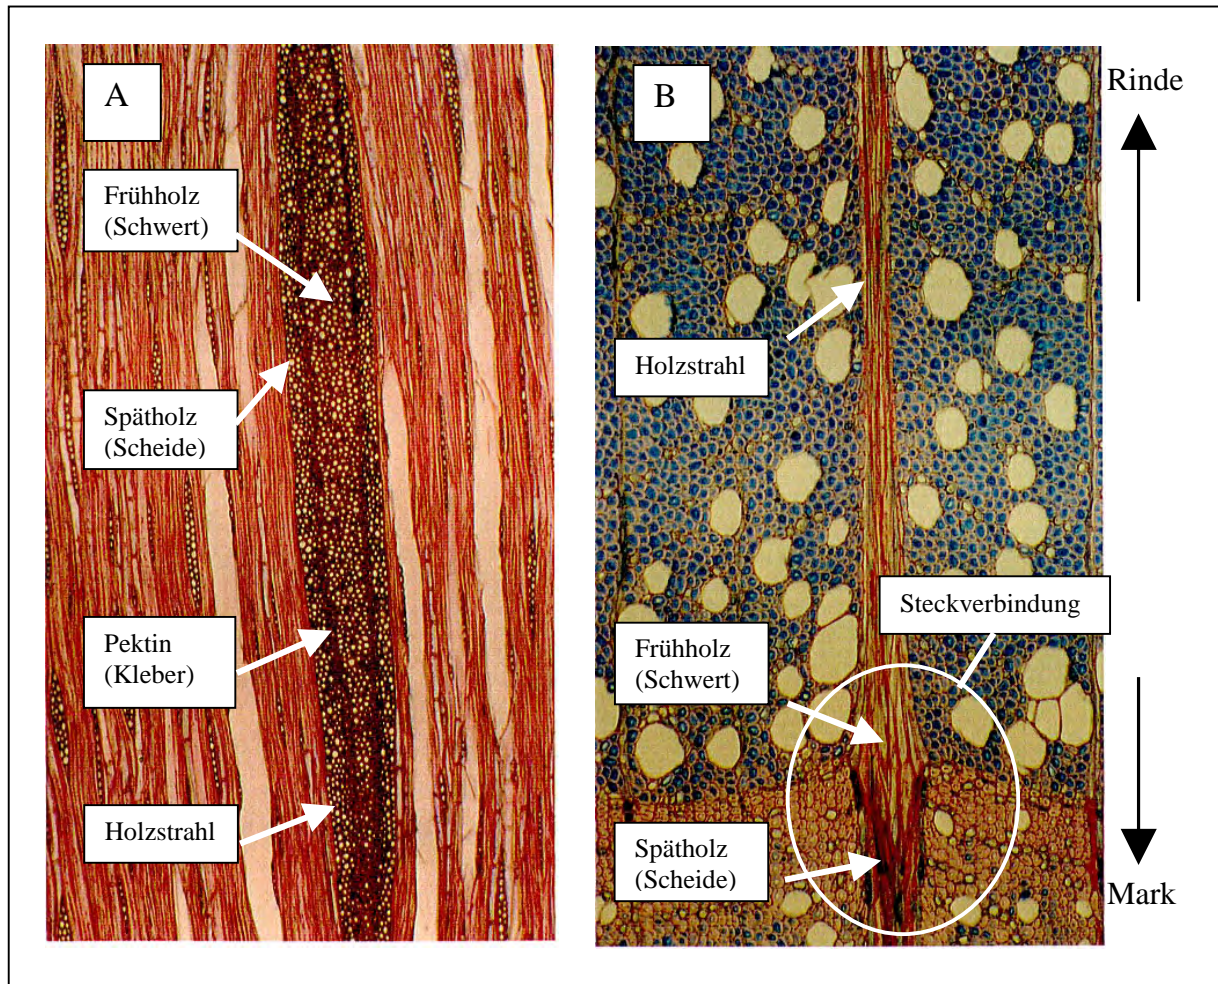 A
Frühholz
(Schwert)
Spätholz
(Scheide)
Pektin
(Kleber)
Holzstrahl
B
Rinde
Holzstrahl
Steckverbindung
Frühholz
(Schwert)
Spätholz
(Scheide)
Mark